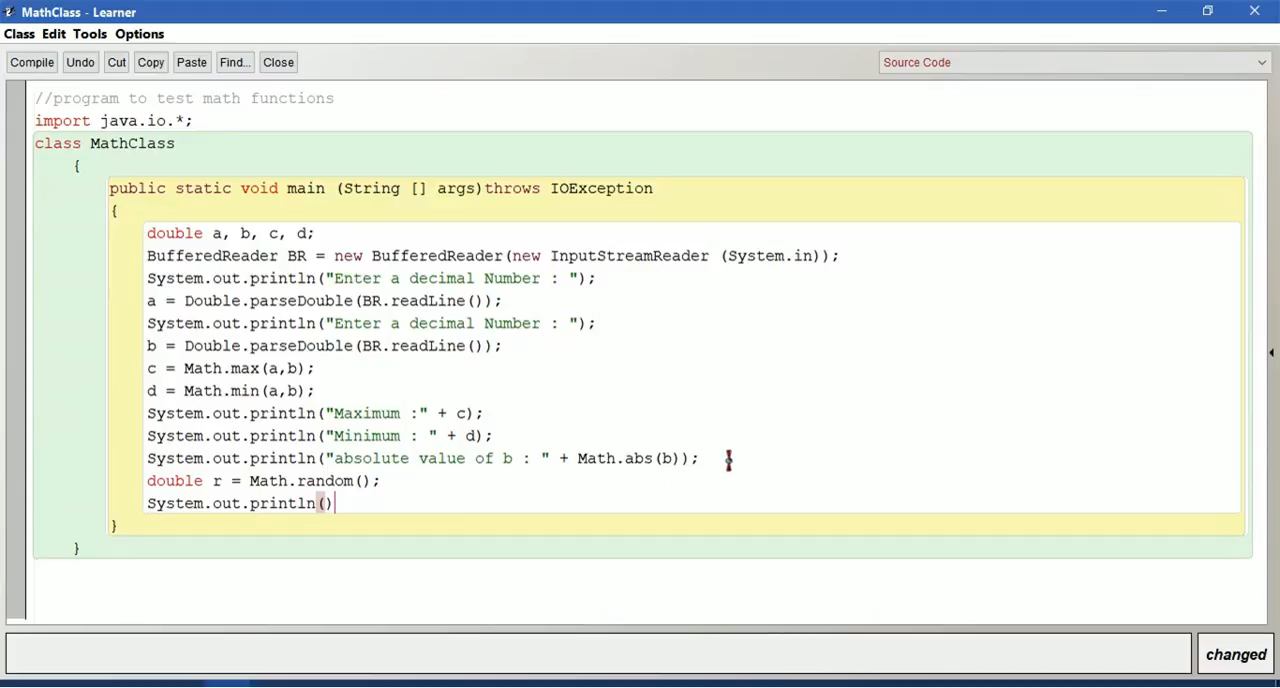 MathClass - Learner
Class Edit Tools Options
Compile Undo Cut Copy Paste Find... Close Source Code
//program to test math functions
import java.io.*;
class MathClass
{
public static void main (String [] args)throws IOException
{
double a, b, c, d;
BufferedReader BR = new BufferedReader(new InputStreamReader (System.in));
System.out.println("Enter a decimal Number : ");
a = Double.parseDouble(BR.readLine());
System.out.println("Enter a decimal Number : ");
b = Double.parseDouble(BR.readLine());
c = Math.max(a,b);
d = Math.min(a,b);
System.out.println("Maximum :" + c);
System.out.println("Minimum : " + d);
System.out.println("absolute value of b : " + Math.abs(b));
double r = Math.random();
System.out.println()
}
}
changed